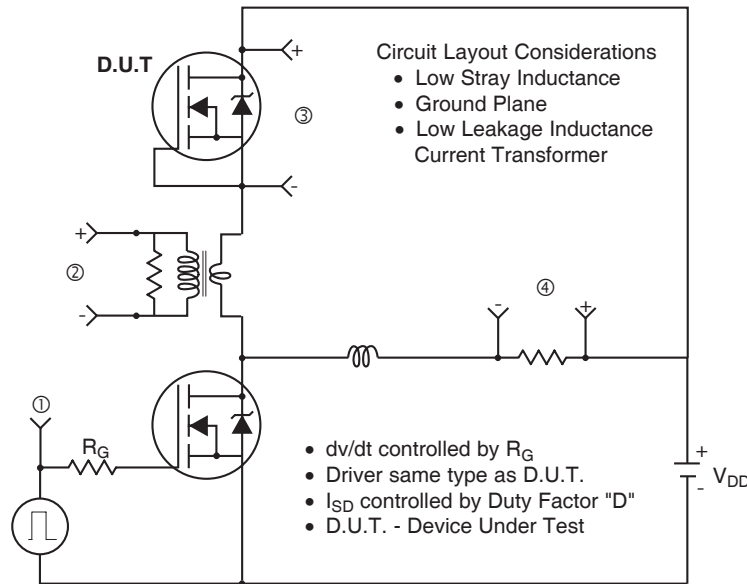 D.U.T
+
③
-
Circuit Layout Considerations
• Low Stray Inductance
• Ground Plane
• Low Leakage Inductance
Current Transformer
+
②
-
④
-
+
①
RG
• dv/dt controlled by RG
• Driver same type as D.U.T.
• ISD controlled by Duty Factor "D"
• D.U.T. - Device Under Test
+
VDD
-